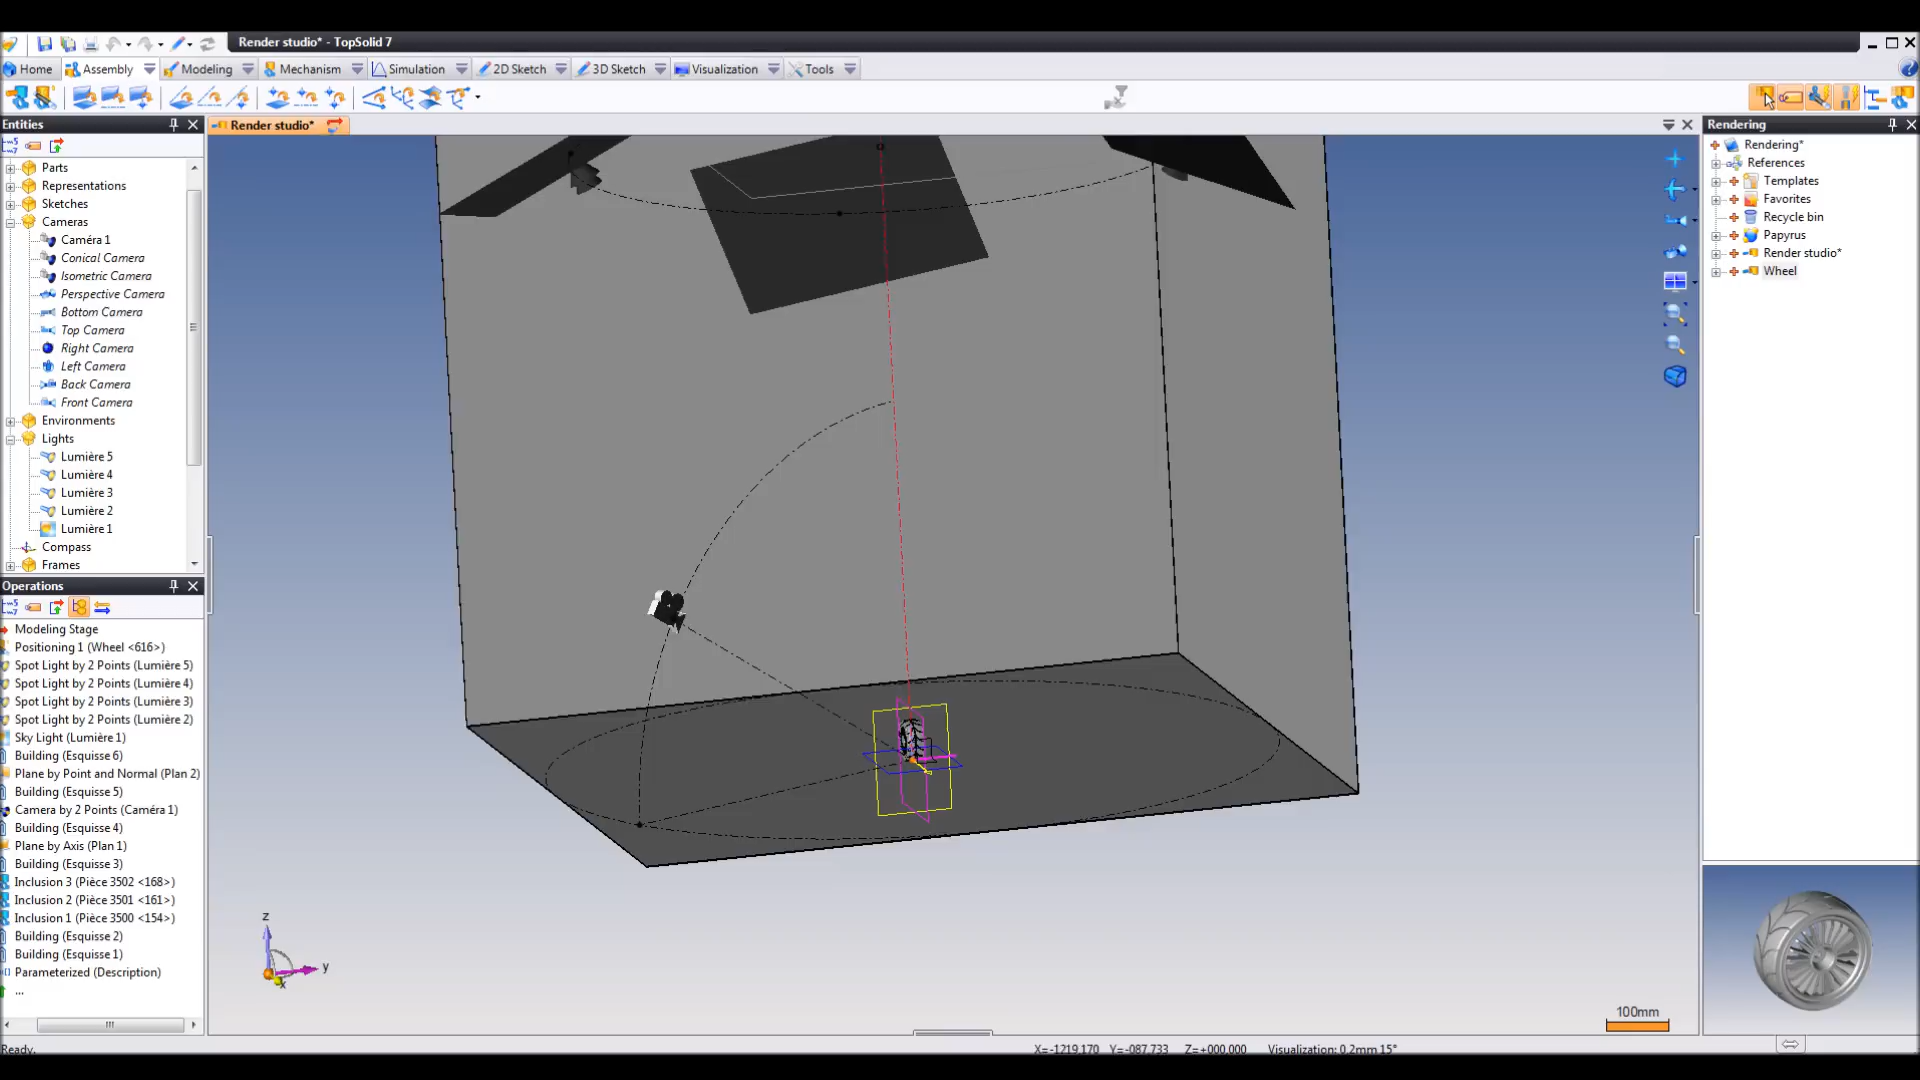 Render studio* - TopSolid 7
Home Assembly Modeling Mechanism Simulation 2D Sketch 3D Sketch Visualization Tools
Entities
Render studio*
Rendering
Parts
Representations
Sketches
Cameras
Caméra 1
Conical Camera
Isometric Camera
Perspective Camera
Bottom Camera
Top Camera
Right Camera
Left Camera
Back Camera
Front Camera
Environments
Lights
Lumière 5
Lumière 4
Lumière 3
Lumière 2
Lumière 1
Compass
Frames
Rendering*
References
Templates
Favorites
Recycle bin
Papyrus
Render studio*
Wheel
Operations
Modeling Stage
Positioning 1 (Wheel <616>)
Spot Light by 2 Points (Lumière 5)
Spot Light by 2 Points (Lumière 4)
Spot Light by 2 Points (Lumière 3)
Spot Light by 2 Points (Lumière 2)
Sky Light (Lumière 1)
Building (Esquisse 6)
Plane by Point and Normal (Plan 2)
Building (Esquisse 5)
Camera by 2 Points (Caméra 1)
Building (Esquisse 4)
Plane by Axis (Plan 1)
Building (Esquisse 3)
Inclusion 3 (Pièce 3502 <168>)
Inclusion 2 (Pièce 3501 <161>)
Inclusion 1 (Pièce 3500 <154>)
Building (Esquisse 2)
Building (Esquisse 1)
Parameterized (Description)
...
z
y
x
100mm
Ready.
X=-1219.170 Y=-087.733 Z=+000.000 Visualization: 0.2mm 15°